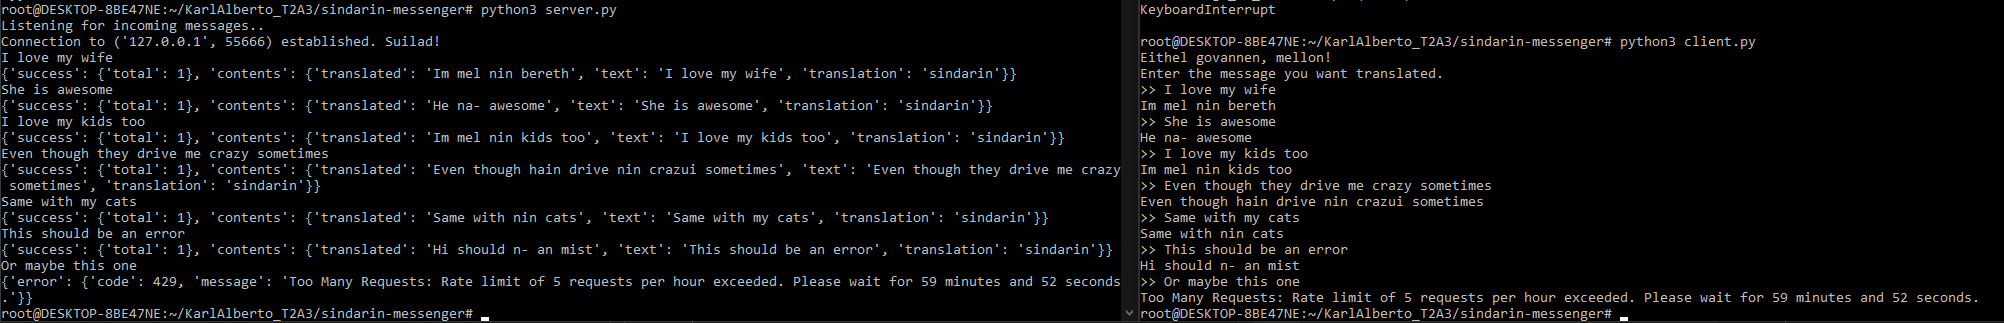 root@DESKTOP-8BE47NE:~/KarlAlberto_T2A3/sindarin-messenger# python3 server.py
Listening for incoming messages..
Connection to ('127.0.0.1', 55666) established. Suilad!
I love my wife
{'success': {'total': 1}, 'contents': {'translated': 'Im mel nin bereth', 'text': 'I love my wife', 'translation': 'sindarin'}}
She is awesome
{'success': {'total': 1}, 'contents': {'translated': 'He na- awesome', 'text': 'She is awesome', 'translation': 'sindarin'}}
I love my kids too
{'success': {'total': 1}, 'contents': {'translated': 'Im mel nin kids too', 'text': 'I love my kids too', 'translation': 'sindarin'}}
Even though they drive me crazy sometimes
{'success': {'total': 1}, 'contents': {'translated': 'Even though hain drive nin crazui sometimes', 'text': 'Even though they drive me crazy
 sometimes', 'translation': 'sindarin'}}
Same with my cats
{'success': {'total': 1}, 'contents': {'translated': 'Same with nin cats', 'text': 'Same with my cats', 'translation': 'sindarin'}}
This should be an error
{'success': {'total': 1}, 'contents': {'translated': 'Hi should n- an mist', 'text': 'This should be an error', 'translation': 'sindarin'}}
Or maybe this one
{'error': {'code': 429, 'message': 'Too Many Requests: Rate limit of 5 requests per hour exceeded. Please wait for 59 minutes and 52 seconds
.'}}
root@DESKTOP-8BE47NE:~/KarlAlberto_T2A3/sindarin-messenger#
KeyboardInterrupt
root@DESKTOP-8BE47NE:~/KarlAlberto_T2A3/sindarin-messenger# python3 client.py
Eithel govannen, mellon!
Enter the message you want translated.
>> I love my wife
Im mel nin bereth
>> She is awesome
He na- awesome
>> I love my kids too
Im mel nin kids too
>> Even though they drive me crazy sometimes
Even though hain drive nin crazui sometimes
>> Same with my cats
Same with nin cats
>> This should be an error
Hi should n- an mist
>> Or maybe this one
Too Many Requests: Rate limit of 5 requests per hour exceeded. Please wait for 59 minutes and 52 seconds.
root@DESKTOP-8BE47NE:~/KarlAlberto_T2A3/sindarin-messenger#